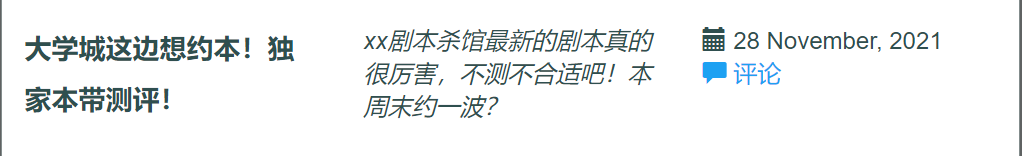 大学城这边想约本！独
家本带测评！
xx剧本杀馆最新的剧本真的
很厉害，不测不合适吧！本
周末约一波？
28 November, 2021
评论